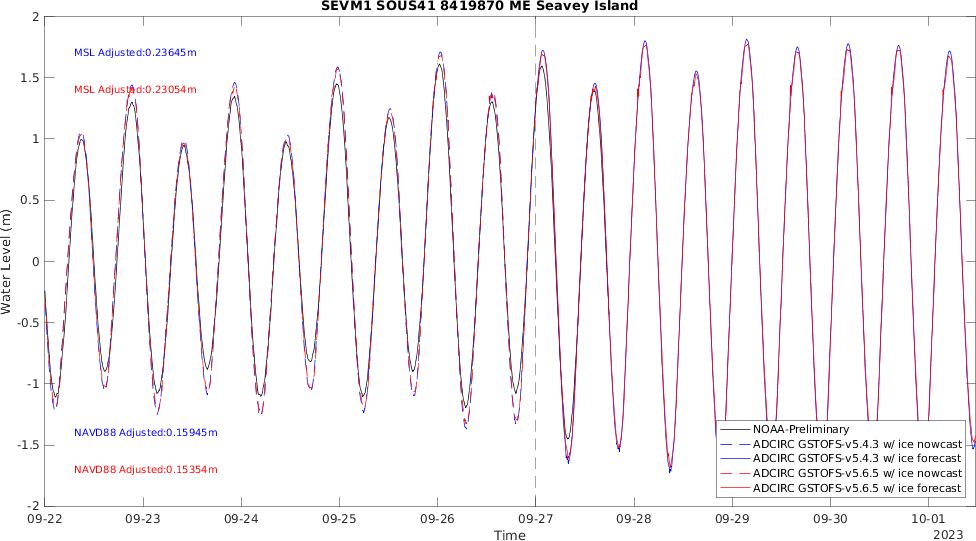 SEVM1 SOUS41 8419870 ME Seavey Island
2
1.5
1
0.5
0
-0.5
-1
-1.5
-2
Water Level (m)
MSL Adjusted:0.23645m
MSL Adjusted:0.23054m
NAVD88 Adjusted:0.15945m
NAVD88 Adjusted:0.15354m
NOAA-Preliminary
ADCIRC GSTOFS-v5.4.3 w/ ice nowcast
ADCIRC GSTOFS-v5.4.3 w/ ice forecast
ADCIRC GSTOFS-v5.6.5 w/ ice nowcast
ADCIRC GSTOFS-v5.6.5 w/ ice forecast
09-22 09-23 09-24 09-25 09-26 09-27 09-28 09-29 09-30 10-01
Time
2023